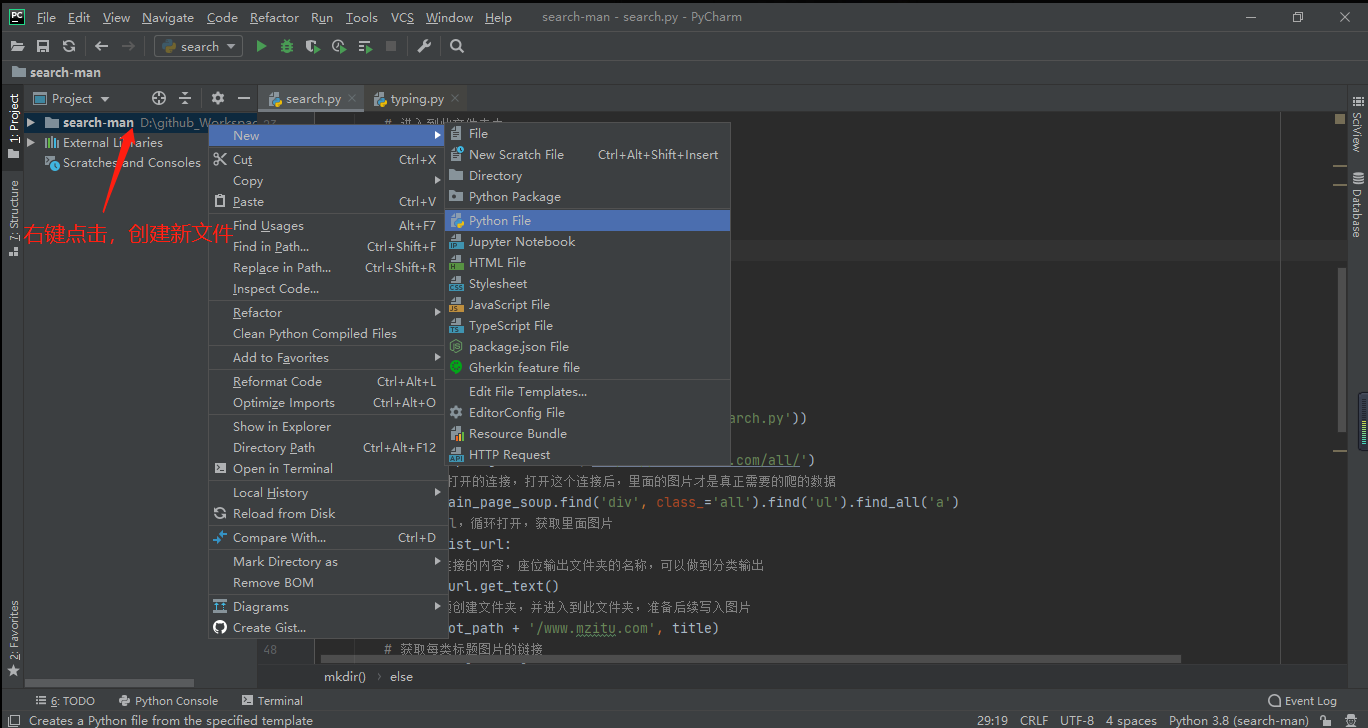 File Edit View Navigate Code Refactor Run Tools VCS Window Help search-man - search.py - PyCharm
search
search-man
Project search.py typing.py
1: Project
search-man D:\github_Workspac
External Libraries
Scratches and Consoles
7: Structure
右键点击，创建新文件
2: Favorites
New
Cut Ctrl+X
Copy
Paste Ctrl+V
Find Usages Alt+F7
Find in Path... Ctrl+Shift+F
Replace in Path... Ctrl+Shift+R
Inspect Code...
Refactor
Clean Python Compiled Files
Add to Favorites
Reformat Code Ctrl+Alt+L
Optimize Imports Ctrl+Alt+O
Show in Explorer
Directory Path Ctrl+Alt+F12
Open in Terminal
Local History
Reload from Disk
Compare With... Ctrl+D
Mark Directory as
Remove BOM
Diagrams
Create Gist...
File
New Scratch File Ctrl+Alt+Shift+Insert
Directory
Python Package
Python File
Jupyter Notebook
HTML File
Stylesheet
JavaScript File
TypeScript File
package.json File
Gherkin feature file
Edit File Templates...
EditorConfig File
Resource Bundle
HTTP Request
arch.py'))
.com/all/')
打开的连接，打开这个连接后，里面的图片才是真正需要的爬的数据
ain_page_soup.find('div', class_='all').find('ul').find_all('a')
l，循环打开，获取里面图片
ist_url:
连接的内容，座位输出文件夹的名称，可以做到分类输出
url.get_text()
创建文件夹，并进入到此文件夹，准备后续写入图片
ot_path + '/www.mzitu.com', title)
48 # 获取每类标题图片的链接
mkdir() › else
SciView
Database
6: TODO Python Console Terminal Event Log
Creates a Python file from the specified template 29:19 CRLF UTF-8 4 spaces Python 3.8 (search-man)